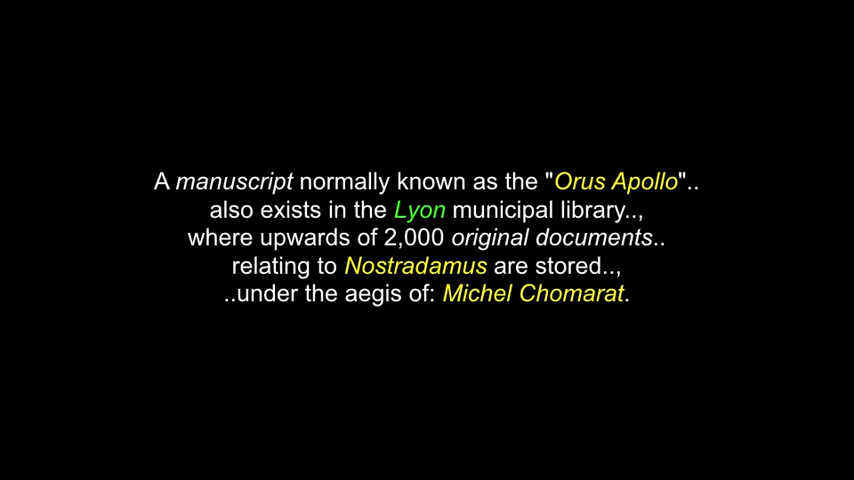 A manuscript normally known as the "Orus Apollo"..
also exists in the Lyon municipal library..,
where upwards of 2,000 original documents..
relating to Nostradamus are stored..,
..under the aegis of: Michel Chomarat.